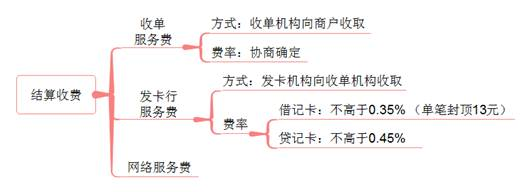 结算收费
收单
服务费
方式：收单机构向商户收取
费率：协商确定
发卡行
服务费
方式：发卡机构向收单机构收取
费率
借记卡：不高于0.35%（单笔封顶13元）
贷记卡：不高于0.45%
网络服务费